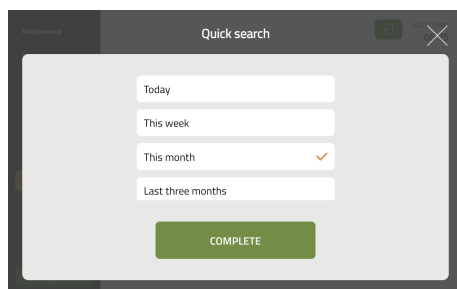 Maintenance
Quick search
Today
This week
This month
Last three months
COMPLETE